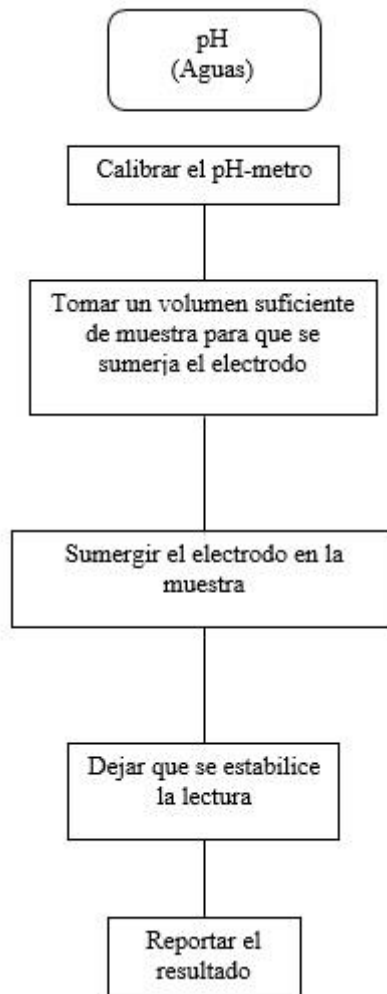 pH
(Aguas)
Calibrar el pH-metro
Tomar un volumen suficiente
de muestra para que se
sumerja el electrodo
Sumergir el electrodo en la
muestra
Dejar que se estabilice
la lectura
Reportar el
resultado